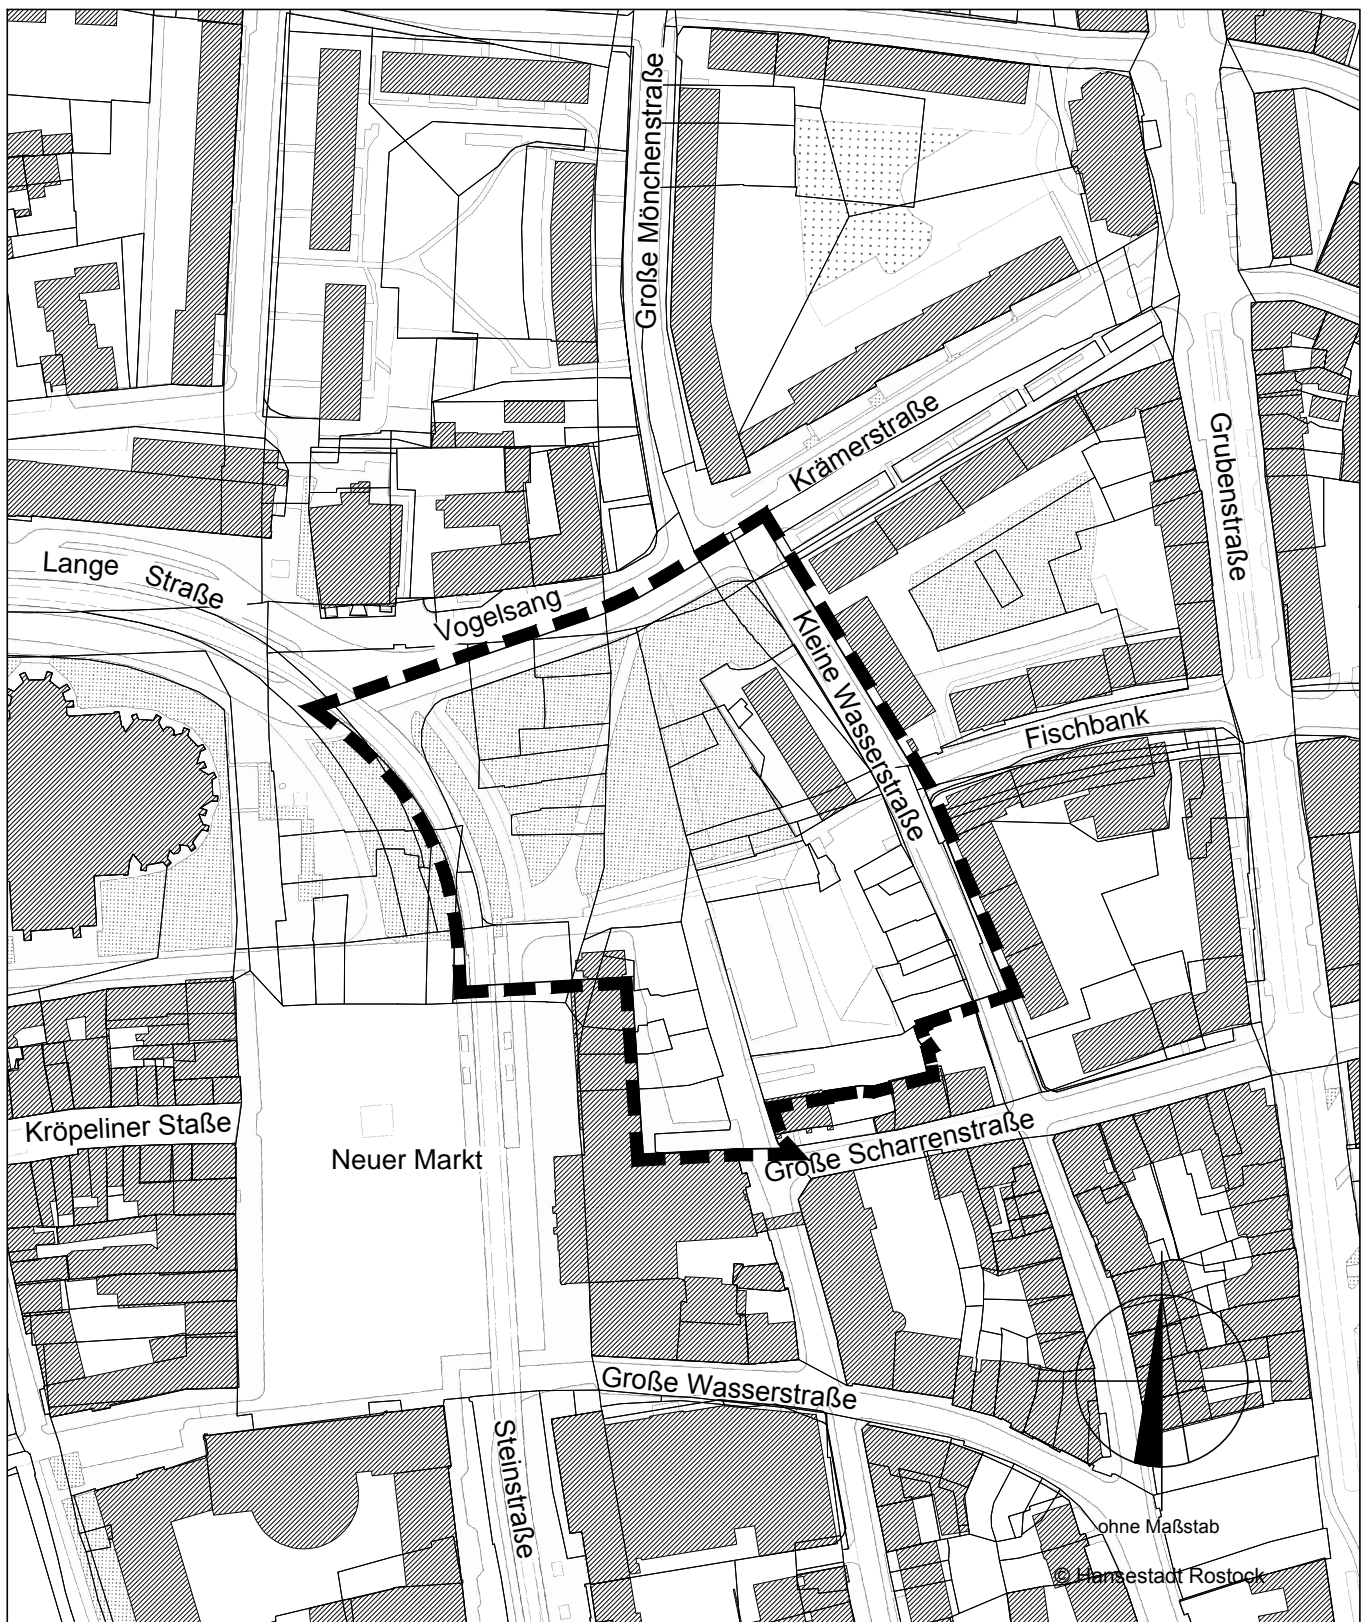 Große Mönchenstraße
Krämerstraße
Grubenstraße
Lange Straße
Vogelsang
Kleine Wasserstraße
Fischbank
Kröpeliner Staße
Neuer Markt
Große Scharrenstraße
Große Wasserstraße
Steinstraße
ohne Maßstab
© Hansestadt Rostock